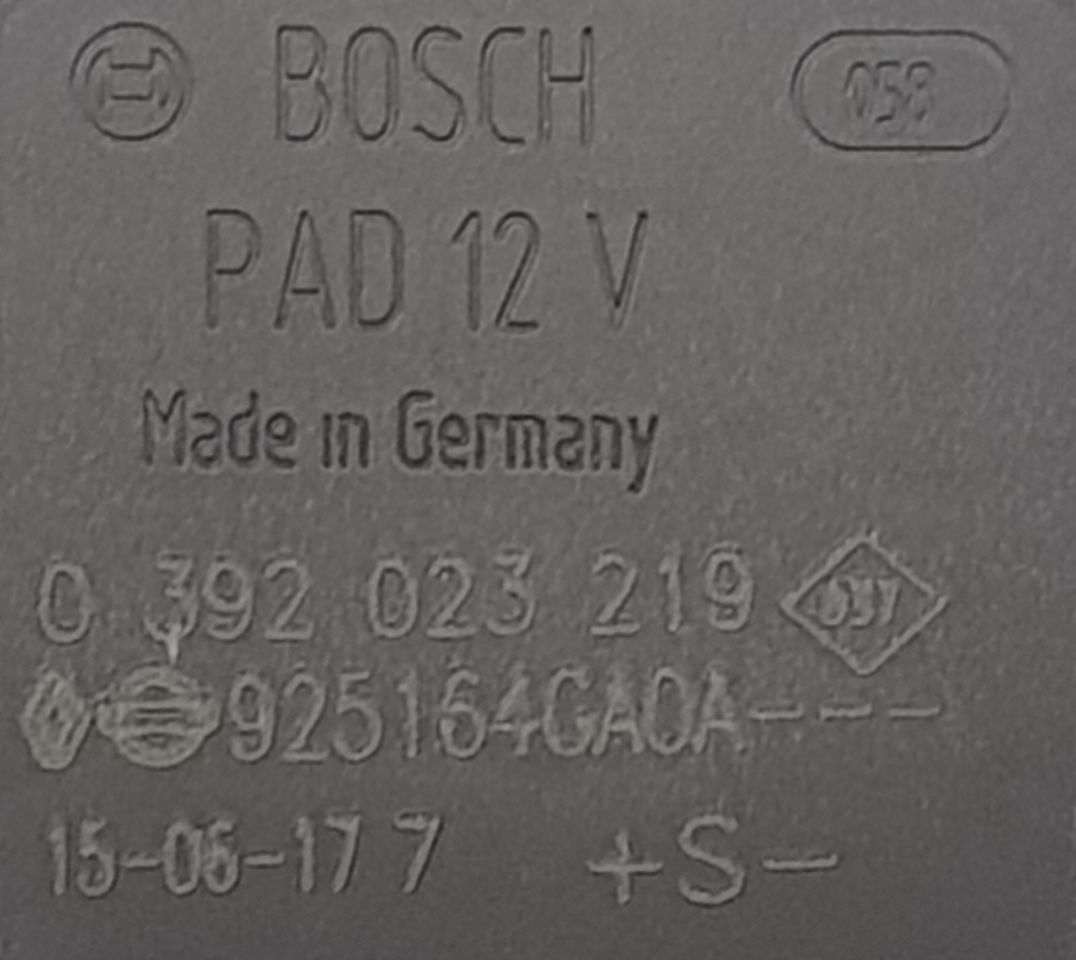 BOSCH 058
PAD 12 V
Made in Germany
0 392 023 219
925164GA0A---
15-06-17 7 +S-